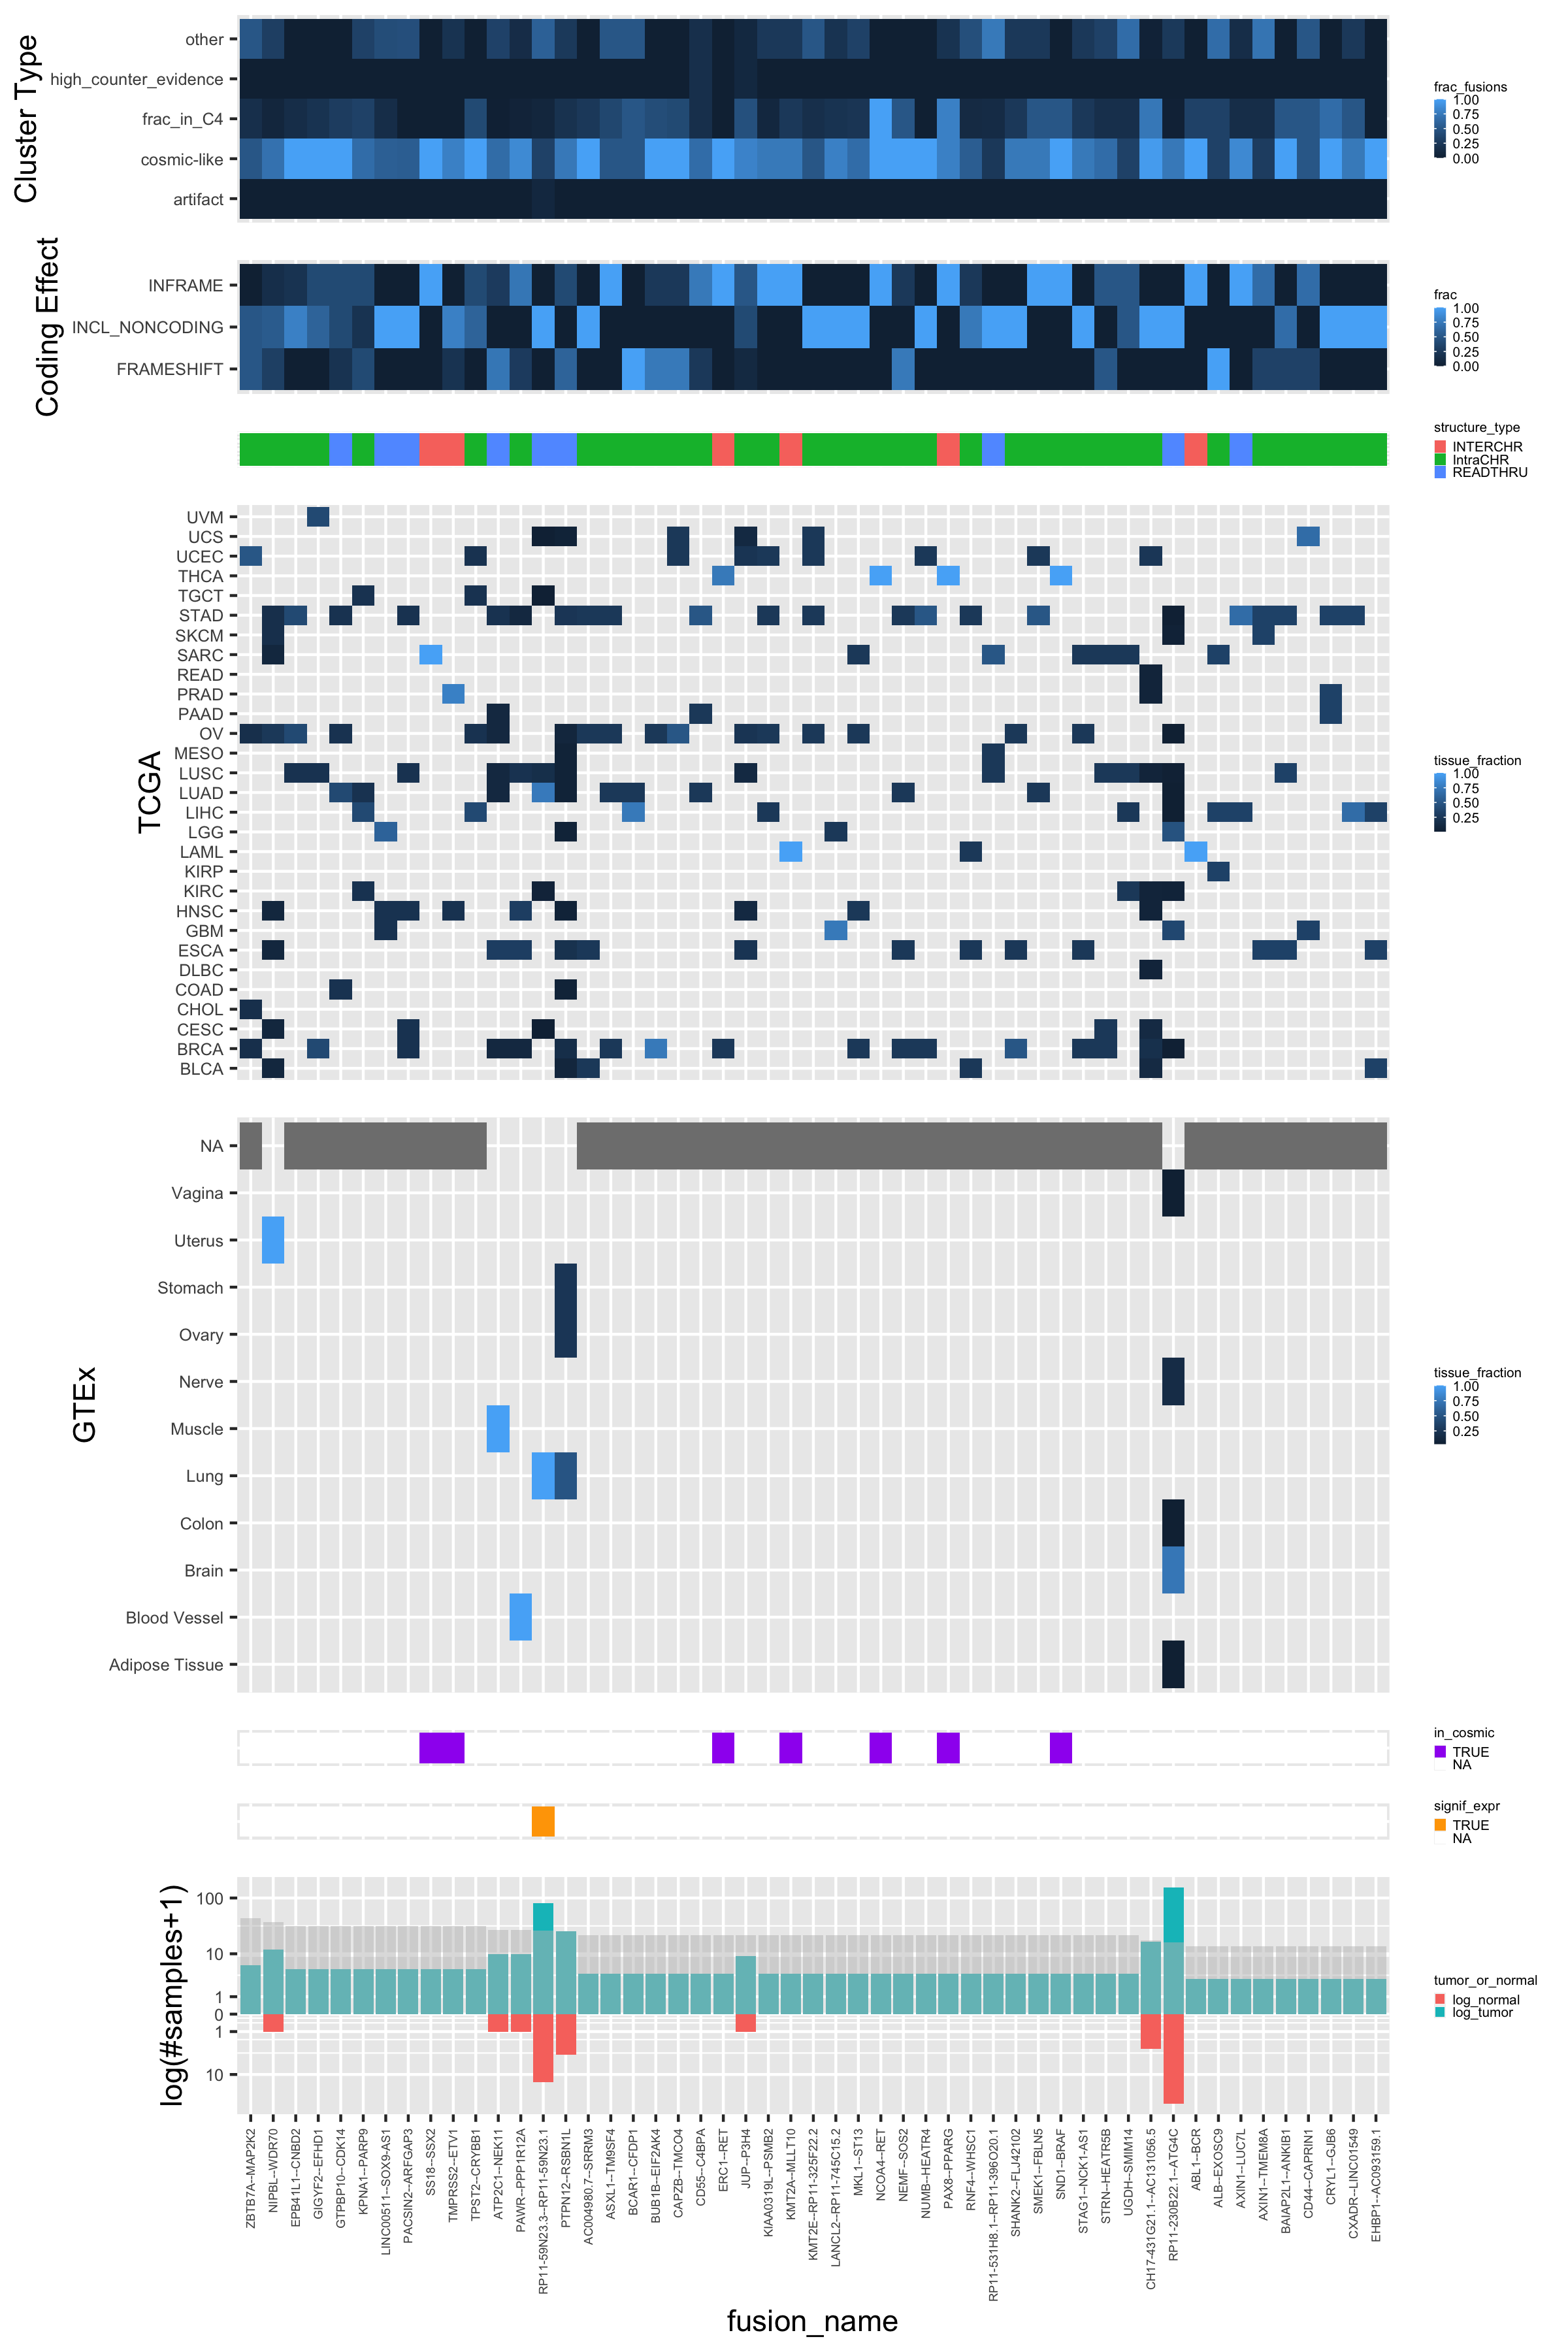 Cluster Type
other
high_counter_evidence
frac_in_C4
cosmic-like
artifact
frac_fusions
1.00
0.75
0.50
0.25
0.00
Coding Effect
INFRAME
INCL_NONCODING
FRAMESHIFT
frac
1.00
0.75
0.50
0.25
0.00
structure_type
INTERCHR
IntraCHR
READTHRU
TCGA
UVM
UCS
UCEC
THCA
TGCT
STAD
SKCM
SARC
READ
PRAD
PAAD
OV
MESO
LUSC
LUAD
LIHC
LGG
LAML
KIRP
KIRC
HNSC
GBM
ESCA
DLBC
COAD
CHOL
CESC
BRCA
BLCA
tissue_fraction
1.00
0.75
0.50
0.25
GTEx
NA
Vagina
Uterus
Stomach
Ovary
Nerve
Muscle
Lung
Colon
Brain
Blood Vessel
Adipose Tissue
tissue_fraction
1.00
0.75
0.50
0.25
in_cosmic
TRUE
NA
signif_expr
TRUE
NA
log(#samples+1)
100
10
1
0
1
10
tumor_or_normal
log_normal
log_tumor
ZBTB7A--MAP2K2
NIPBL--WDR70
EPB41L1--CNBD2
GIGYF2--EFHD1
GTPBP10--CDK14
KPNA1--PARP9
LINC00511--SOX9-AS1
PACSIN2--ARFGAP3
SS18--SSX2
TMPRSS2--ETV1
TPST2--CRYBB1
ATP2C1--NEK11
PAWR--PPP1R12A
RP11-59N23.3--RP11-59N23.1
PTPN12--RSBN1L
AC004980.7--SRRM3
ASXL1--TM9SF4
BCAR1--CFDP1
BUB1B--EIF2AK4
CAPZB--TMCO4
CD55--C4BPA
ERC1--RET
JUP--P3H4
KIAA0319L--PSMB2
KMT2A--MLLT10
KMT2E--RP11-325F22.2
LANCL2--RP11-745C15.2
MKL1--ST13
NCOA4--RET
NEMF--SOS2
NUMB--HEATR4
PAX8--PPARG
RNF4--WHSC1
RP11-531H8.1--RP11-396O20.1
SHANK2--FLJ42102
SMEK1--FBLN5
SND1--BRAF
STAG1--NCK1-AS1
STRN--HEATR5B
UGDH--SMIM14
CH17-431G21.1--AC131056.5
RP11-230B22.1--ATG4C
ABL1--BCR
ALB--EXOSC9
AXIN1--LUC7L
AXIN1--TMEM8A
BAIAP2L1--ANKIB1
CD44--CAPRIN1
CRYL1--GJB6
CXADR--LINC01549
EHBP1--AC093159.1
fusion_name